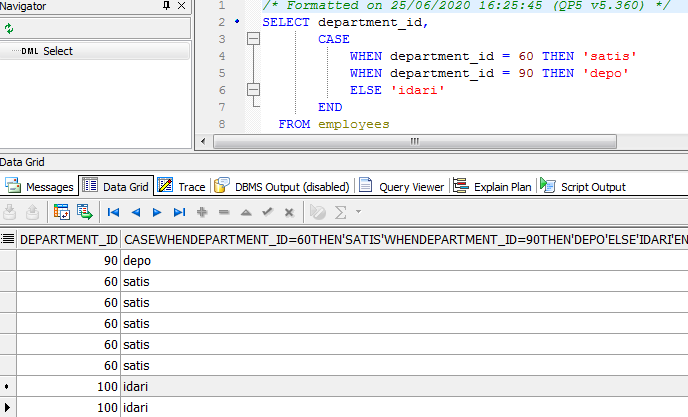 Navigator
DML Select
1 /* Formatted on 25/06/2020 16:25:45 (QP5 v5.360) */
2 SELECT department_id,
3 CASE
4 WHEN department_id = 60 THEN 'satis'
5 WHEN department_id = 90 THEN 'depo'
6 ELSE 'idari'
7 END
8 FROM employees
Data Grid
Messages Data Grid Trace DBMS Output (disabled) Query Viewer Explain Plan Script Output
DEPARTMENT_ID CASEWHENDEPARTMENT_ID=60THEN'SATIS'WHENDEPARTMENT_ID=90THEN'DEPO'ELSE'IDARI'EN
90 depo
60 satis
60 satis
60 satis
60 satis
60 satis
100 idari
100 idari